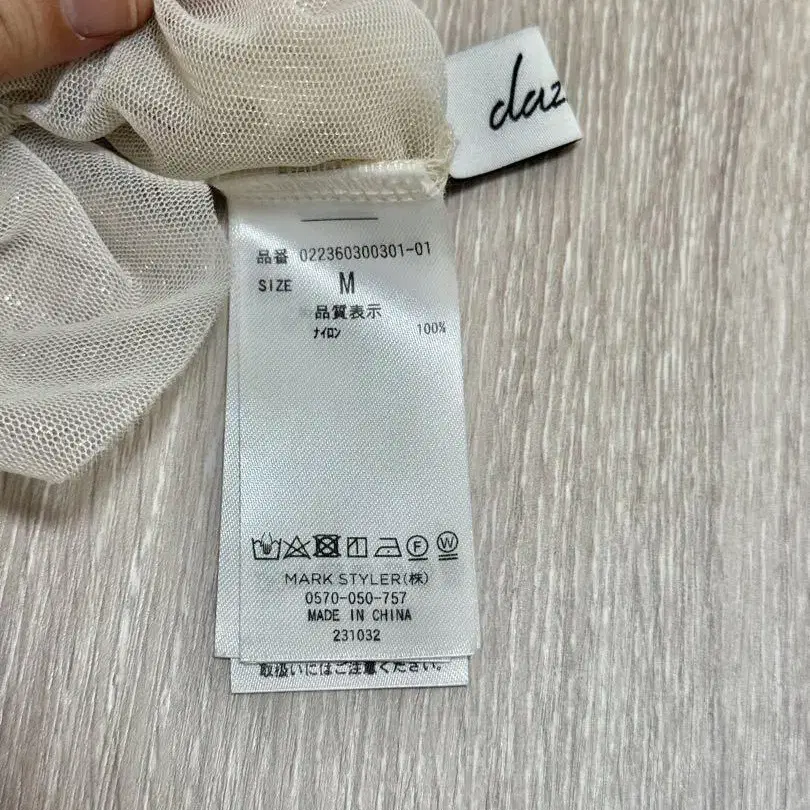 品番 022360300301-01
SIZE M
品質表示
ナイロン 100%
MARK STYLER(株)
0570-050-757
MADE IN CHINA
231032
取扱いにはご注意ください。